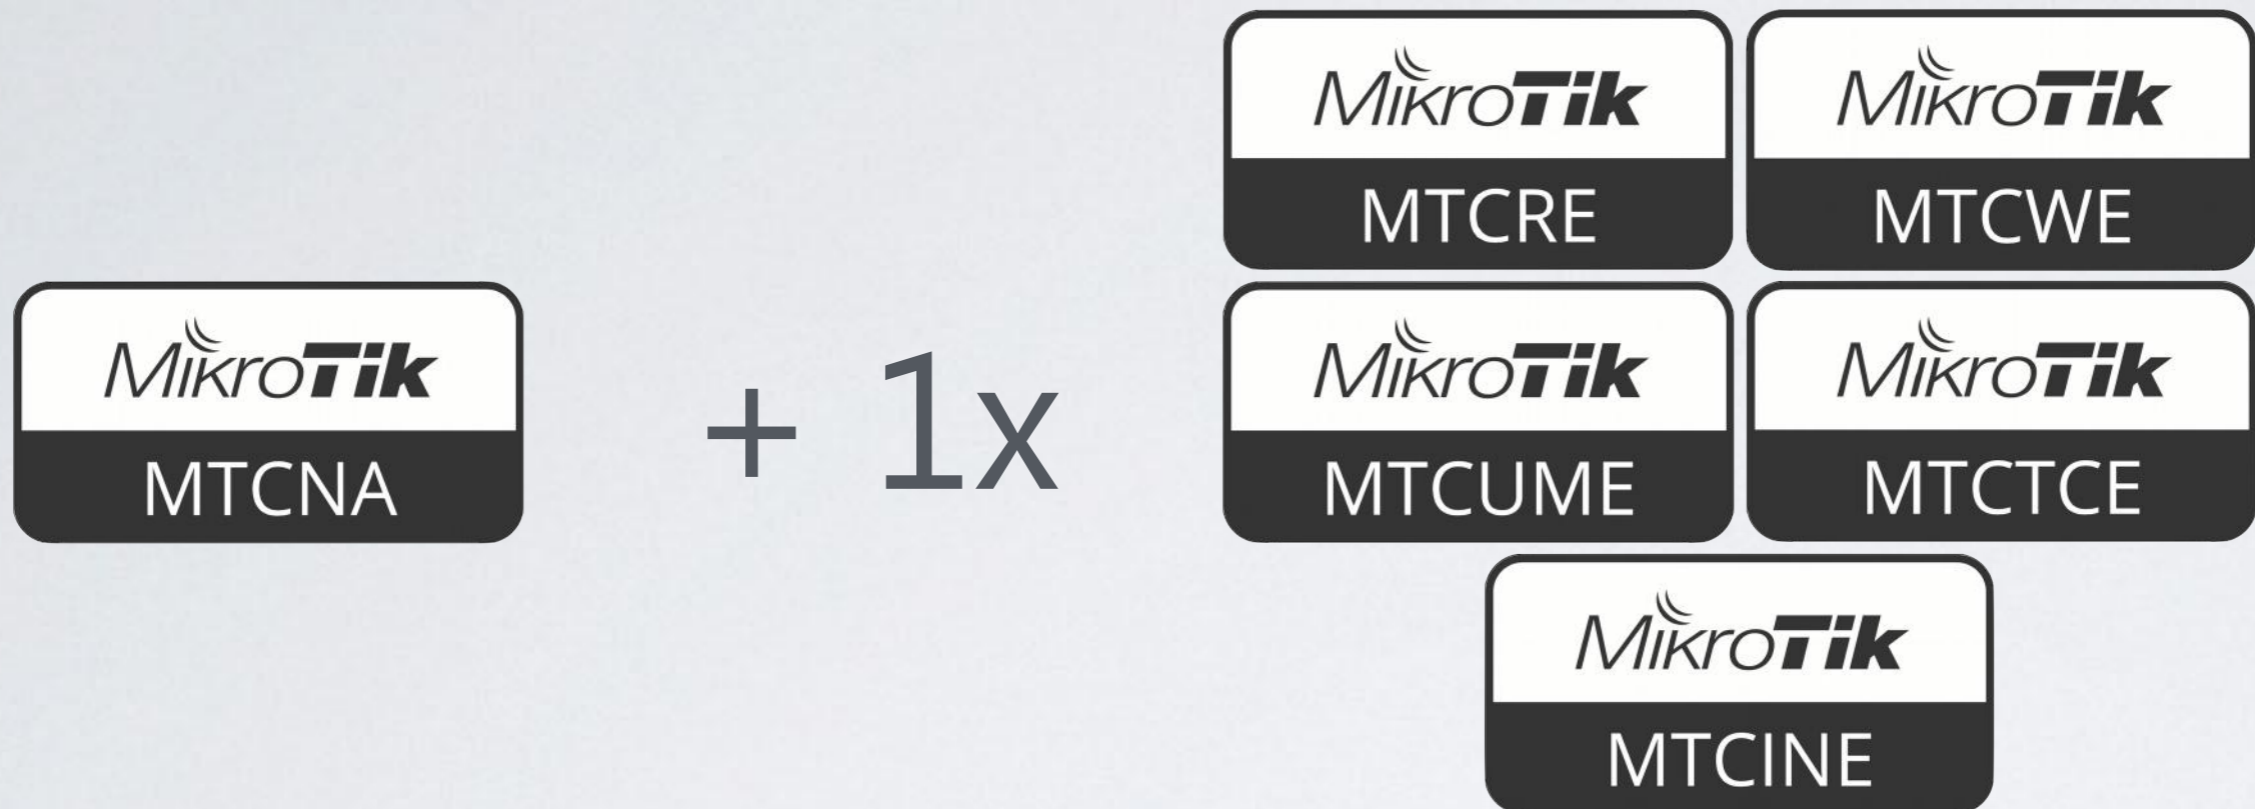 MikroTik
MTCNA
+ 1x
MikroTik
MTCRE
MikroTik
MTCWE
MikroTik
MTCUME
MikroTik
MTCTCE
MikroTik
MTCINE